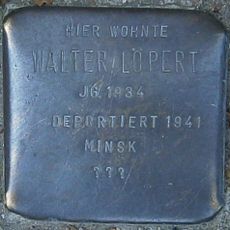 HIER WOHNTE
WALTER LOPERT
JG. 1934
DEPORTIERT 1941
MINSK
???